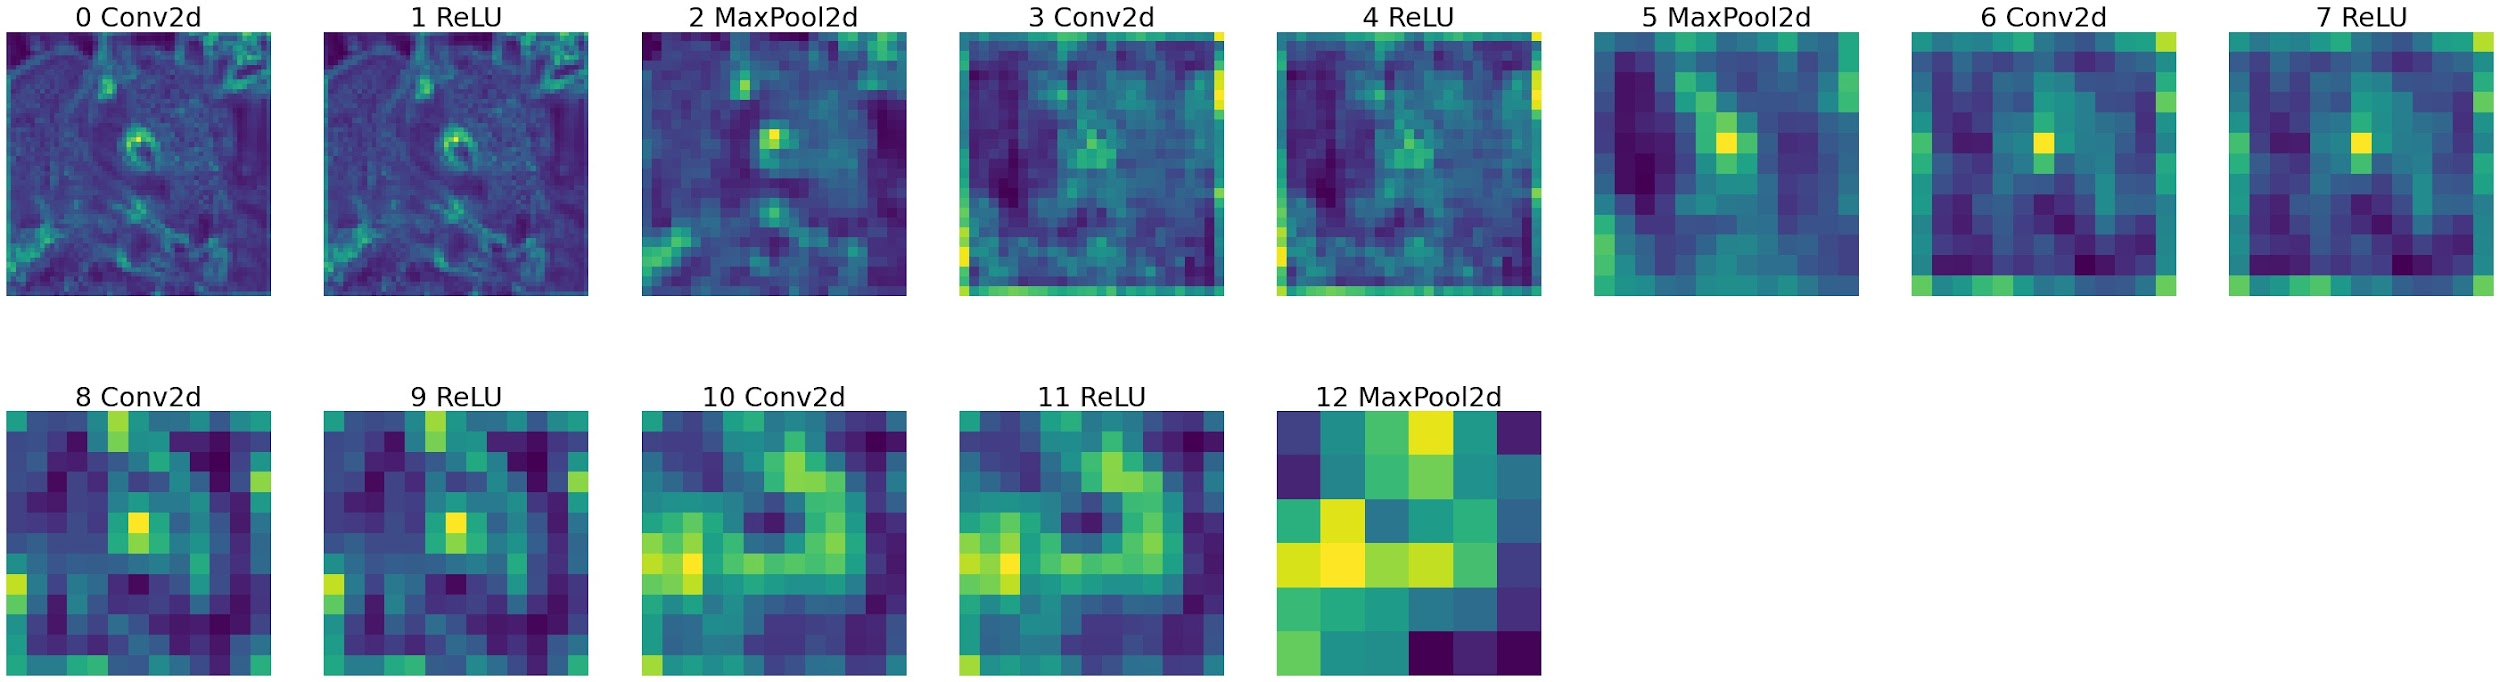 0 Conv2d 1 ReLU 2 MaxPool2d 3 Conv2d 4 ReLU 5 MaxPool2d 6 Conv2d 7 ReLU
8 Conv2d 9 ReLU 10 Conv2d 11 ReLU 12 MaxPool2d